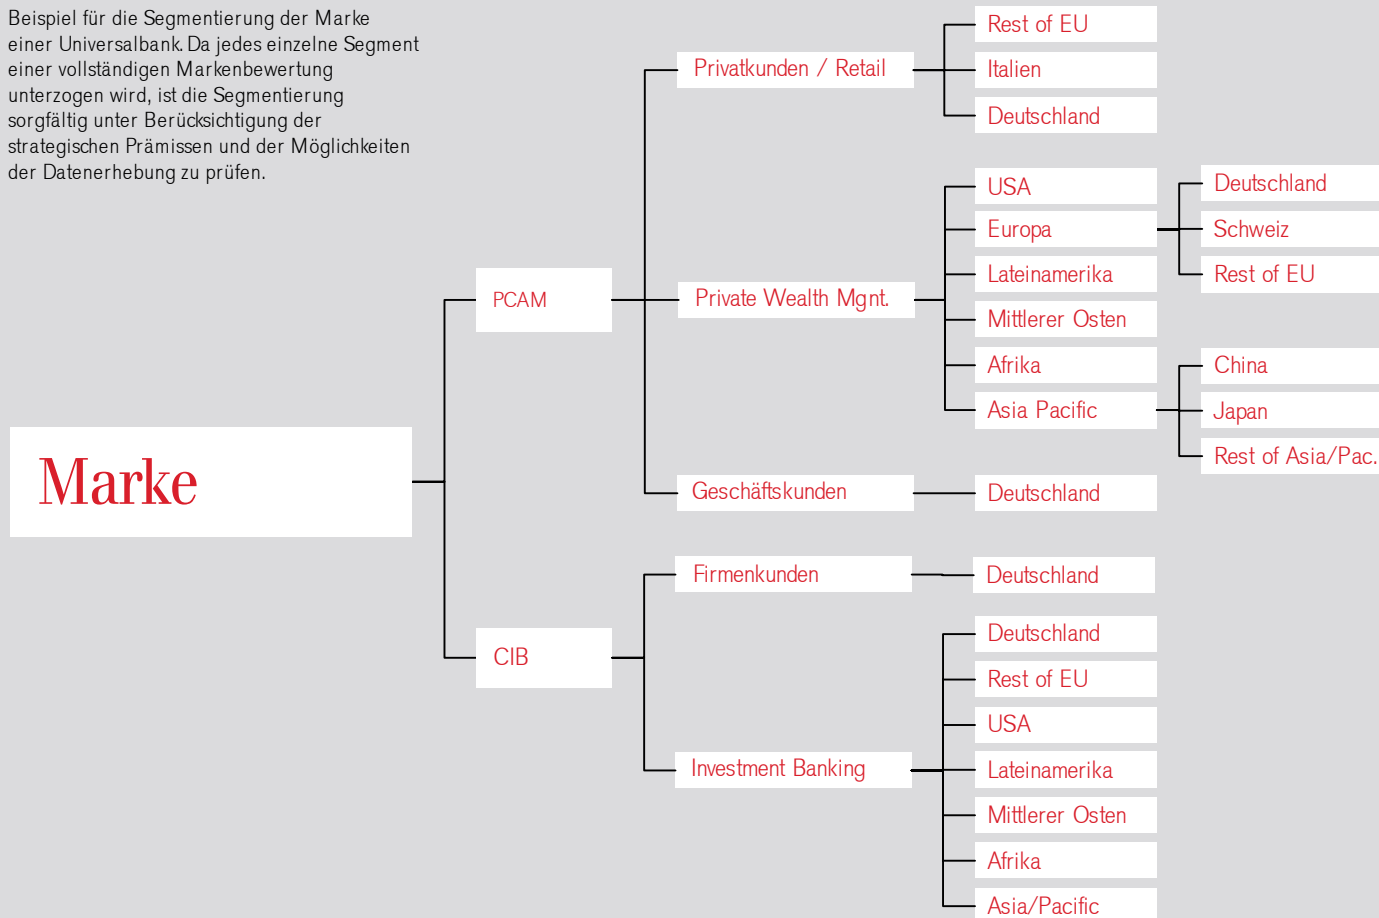 Beispiel für die Segmentierung der Marke
einer Universalbank. Da jedes einzelne Segment
einer vollständigen Markenbewertung
unterzogen wird, ist die Segmentierung
sorgfältig unter Berücksichtigung der
strategischen Prämissen und der Möglichkeiten
der Datenerhebung zu prüfen.
Marke
PCAM
Privatkunden / Retail
Rest of EU
Italien
Deutschland
Private Wealth Mgnt.
USA
Europa
Deutschland
Schweiz
Rest of EU
Lateinamerika
Mittlerer Osten
Afrika
Asia Pacific
China
Japan
Rest of Asia/Pac.
Geschäftskunden
Deutschland
CIB
Firmenkunden
Deutschland
Investment Banking
Deutschland
Rest of EU
USA
Lateinamerika
Mittlerer Osten
Afrika
Asia/Pacific